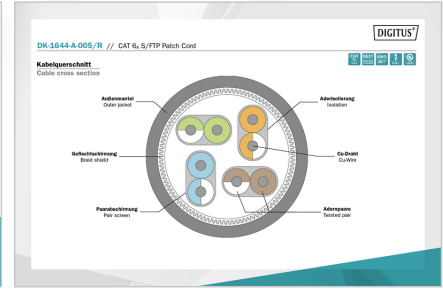 DIGITUS®
DK-1644-A-005/R // CAT 6A S/FTP Patch Cord
Kabelquerschnitt
Cable cross section
Außenmantel
Outer jacket
Aderisolierung
Isolation
Geflechtschirmung
Braid shield
Cu-Draht
Cu-Wire
Paarabschirmung
Pair screen
Aderpaare
Twisted pair